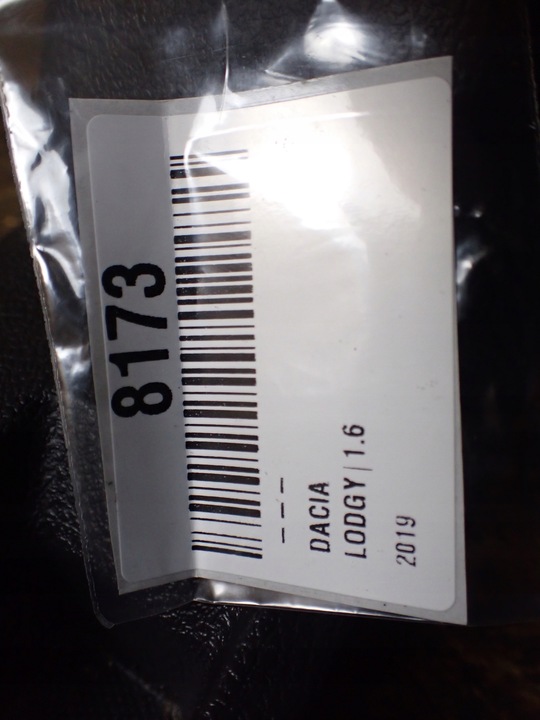 8173
---
DACIA
LODGY | 1.6
2019